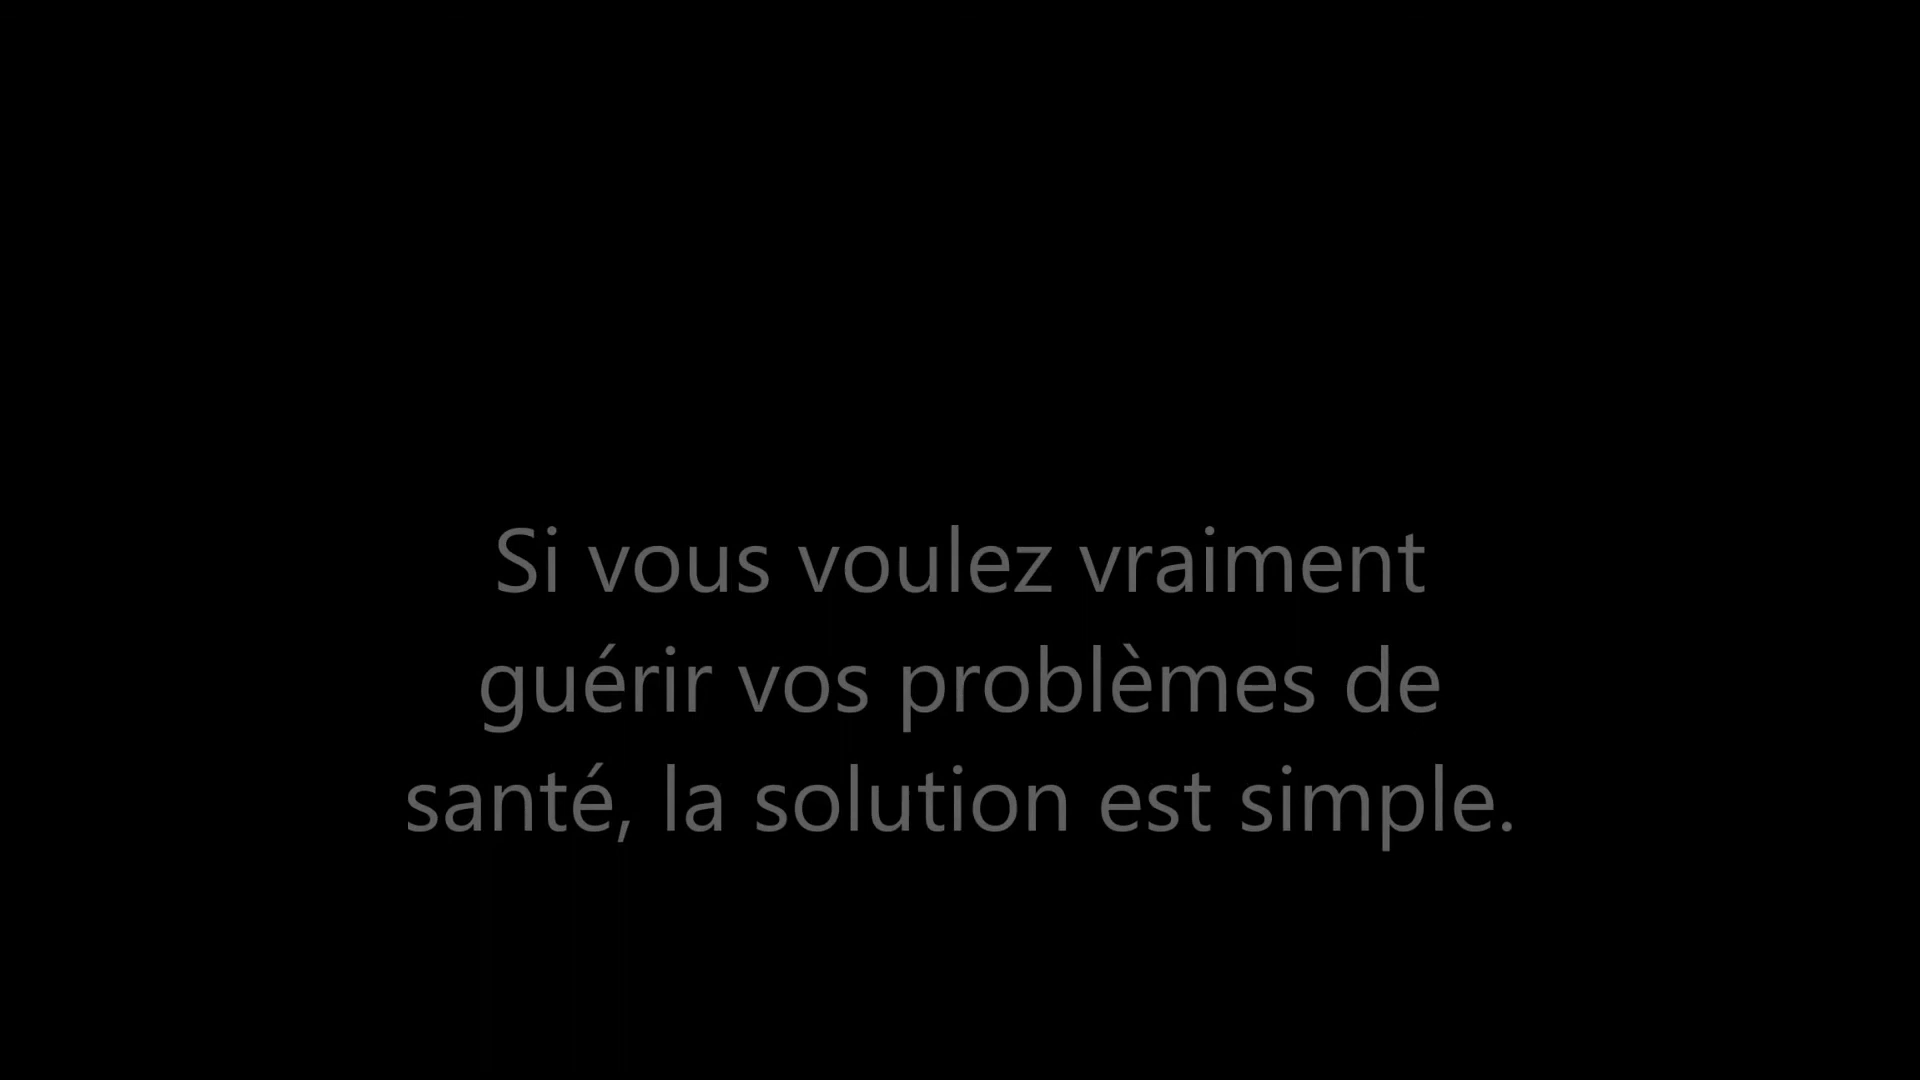 Si vous voulez vraiment
guérir vos problèmes de
santé, la solution est simple.